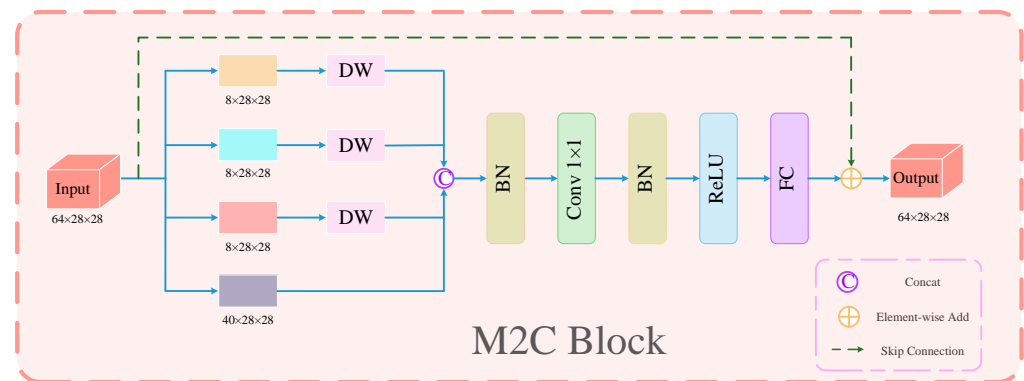 DW
8×28×28
DW
8×28×28
Input
64×28×28
DW
8×28×28
40×28×28
C
BN
Conv 1×1
BN
ReLU
FC
Output
64×28×28
C Concat
Element-wise Add
Skip Connection
M2C Block